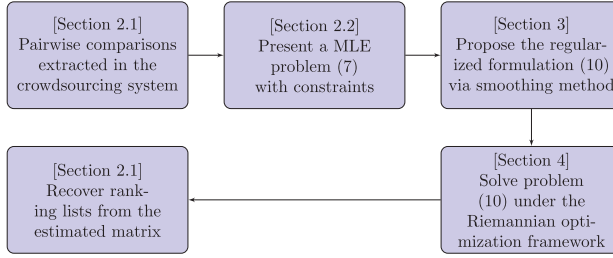 [Section 2.1]
Pairwise comparisons
extracted in the
crowdsourcing system
[Section 2.2]
Present a MLE
problem (7)
with constraints
[Section 3]
Propose the regular-
ized formulation (10)
via smoothing method
[Section 4]
Solve problem
(10) under the
Riemannian opti-
mization framework
[Section 2.1]
Recover rank-
ing lists from the
estimated matrix